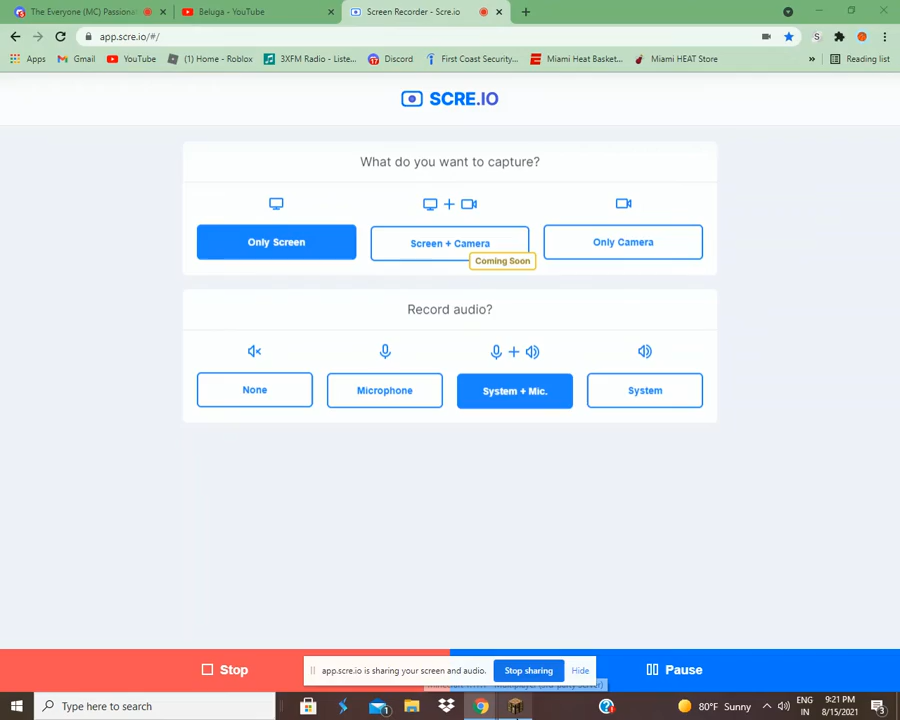 The Everyone (MC) Passiona
Beluga - YouTube
Screen Recorder - Scre.io
app.scre.io/#/
Apps
Gmail
YouTube
(1) Home - Roblox
3XFM Radio - Liste...
Discord
First Coast Security...
Miami Heat Basket...
Miami HEAT Store
»
Reading list
SCRE.IO
What do you want to capture?
Only Screen
Screen + Camera
Only Camera
Coming Soon
Record audio?
None
Microphone
System + Mic.
System
Stop
app.scre.io is sharing your screen and audio.
Stop sharing
Hide
Pause
Type here to search
1
80°F Sunny
ENG
IN
9:21 PM
8/15/2021
3